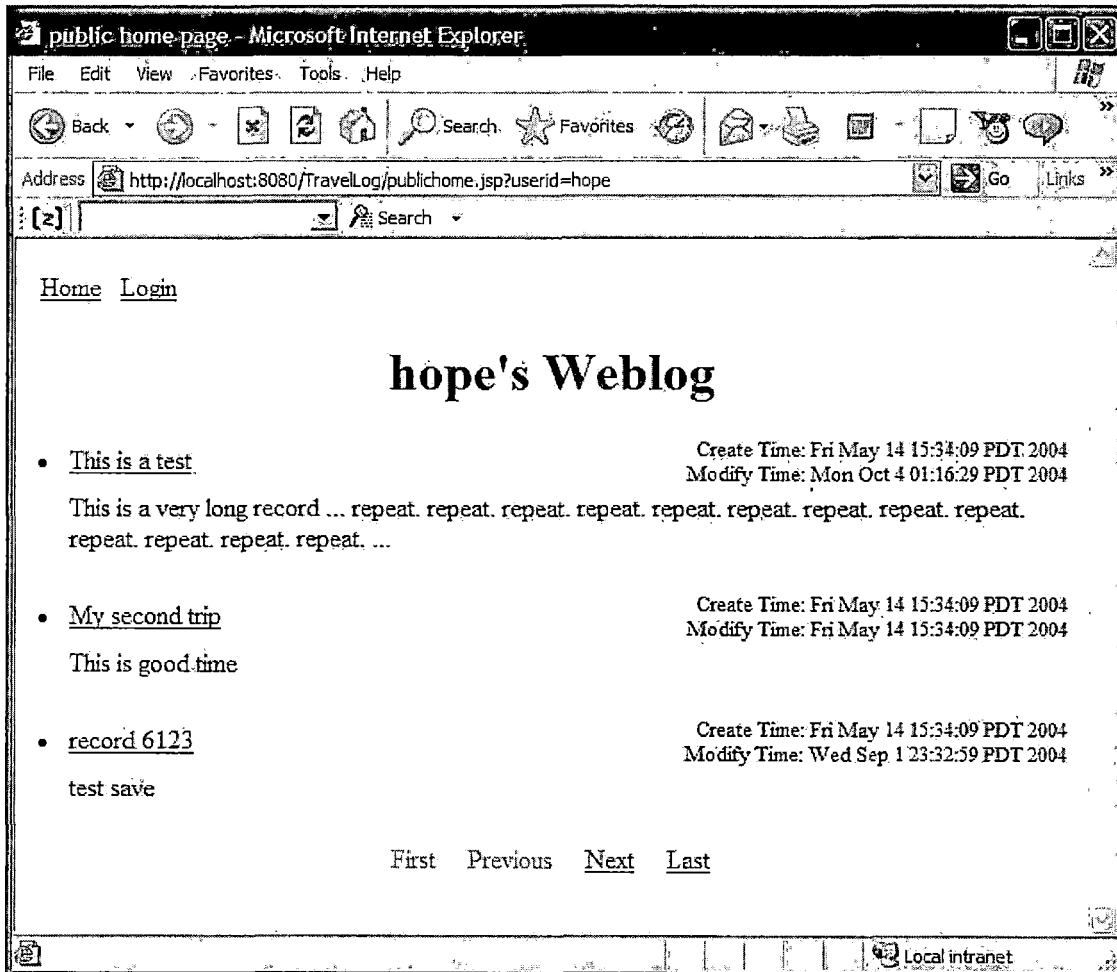 public home page - Microsoft Internet Explorer
File Edit View Favorites Tools Help
Back Search Favorites
Address http://localhost:8080/TravelLog/publichome.jsp?userid=hope Go Links
[z] Search
Home Login
hope's Weblog
This is a test
Create Time: Fri May 14 15:34:09 PDT 2004
Modify Time: Mon Oct 4 01:16:29 PDT 2004
This is a very long record ... repeat. repeat. repeat. repeat. repeat. repeat. repeat. repeat. repeat.
repeat. repeat. repeat. repeat. ...
My second trip
Create Time: Fri May 14 15:34:09 PDT 2004
Modify Time: Fri May 14 15:34:09 PDT 2004
This is good time
record 6123
Create Time: Fri May 14 15:34:09 PDT 2004
Modify Time: Wed Sep 1 23:32:59 PDT 2004
test save
First Previous Next Last
Local intranet